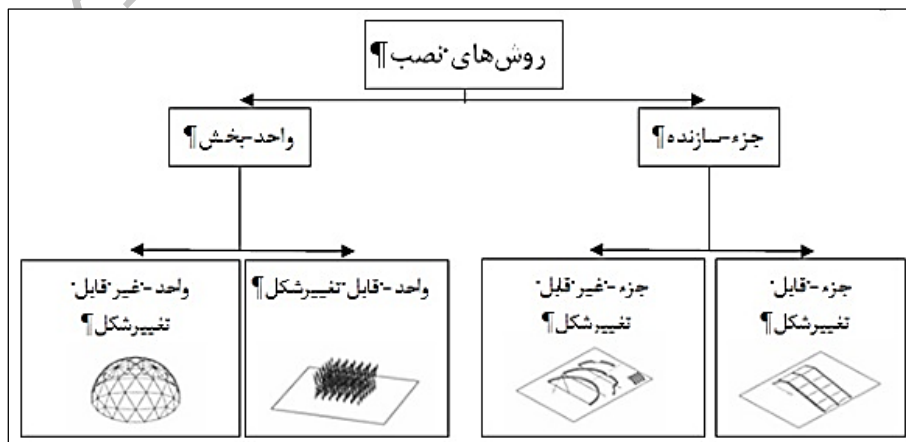 روش‌های نصب¶
جزء-سازنده¶
واحد-بخش¶
جزء - قابل
تغییرشکل¶
جزء - غیر قابل
تغییرشکل¶
واحد - قابل تغییرشکل¶
واحد - غیر قابل
تغییرشکل¶